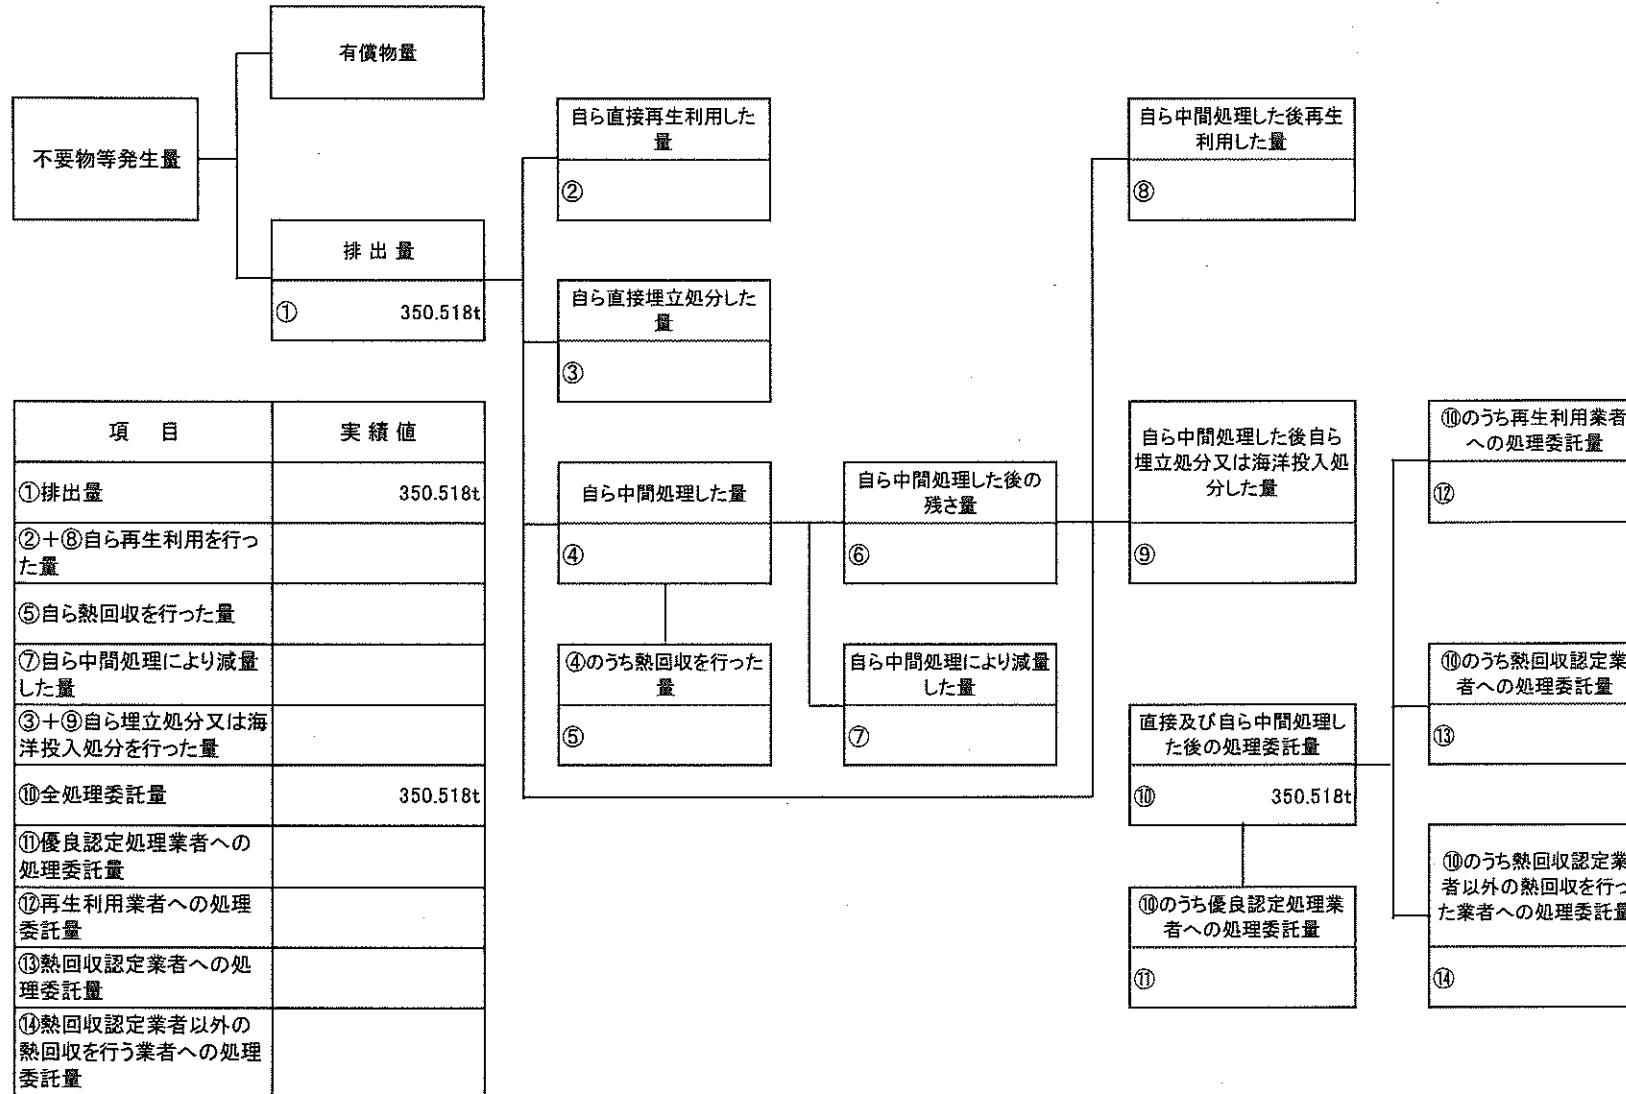 有償物量
不要物等発生量
排 出 量
① 350.518t
自ら直接再生利用した
量
②
自ら直接埋立処分した
量
③
自ら中間処理した量
④
④のうち熱回収を行った
量
⑤
自ら中間処理した後の
残さ量
⑥
自ら中間処理により減量
した量
⑦
自ら中間処理した後再生
利用した量
⑧
自ら中間処理した後自ら
埋立処分又は海洋投入処
分した量
⑨
直接及び自ら中間処理し
た後の処理委託量
⑩ 350.518t
⑩のうち優良認定処理業
者への処理委託量
⑪
⑩のうち再生利用業者
への処理委託量
⑫
⑩のうち熱回収認定業
者への処理委託量
⑬
⑩のうち熱回収認定業
者以外の熱回収を行っ
た業者への処理委託量
⑭
項 目 実 績 値
①排出量 350.518t
②＋⑧自ら再生利用を行っ
た量
⑤自ら熱回収を行った量
⑦自ら中間処理により減量
した量
③＋⑨自ら埋立処分又は海
洋投入処分を行った量
⑩全処理委託量 350.518t
⑪優良認定処理業者への
処理委託量
⑫再生利用業者への処理
委託量
⑬熱回収認定業者への処
理委託量
⑭熱回収認定業者以外の
熱回収を行う業者への処理
委託量